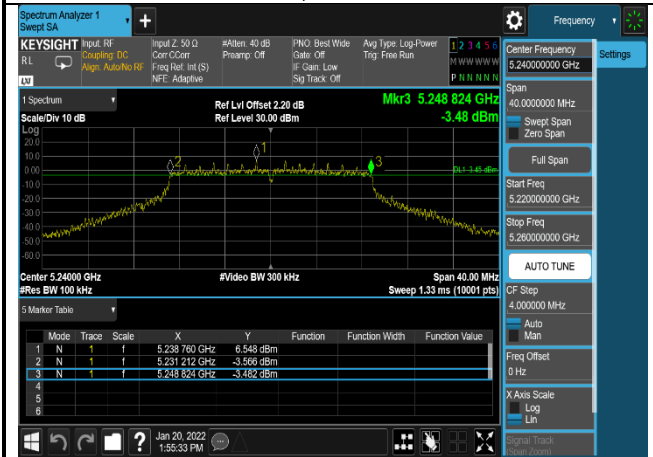 Spectrum Analyzer 1
Swept SA
+
Frequency
KEYSIGHT
RL
LXI
Input: RF
Coupling: DC
Align: Auto/No RF
Input Z: 50 Ω
Corr CCorr
Freq Ref: Int (S)
NFE: Adaptive
#Atten: 40 dB
Preamp: Off
PNO: Best Wide
Gate: Off
IF Gain: Low
Sig Track: Off
Avg Type: Log-Power
Trig: Free Run
1 2 3 4 5 6
M W W W W W
P N N N N N
Center Frequency
5.240000000 GHz
Settings
Span
40.0000000 MHz
Swept Span
Zero Span
Full Span
Start Freq
5.220000000 GHz
Stop Freq
5.260000000 GHz
AUTO TUNE
CF Step
4.000000 MHz
Auto
Man
Freq Offset
0 Hz
X Axis Scale
Log
Lin
Signal Track
(Span Zoom)
1 Spectrum
Ref Lvl Offset 2.20 dB
Mkr3 5.248 824 GHz
Scale/Div 10 dB
Ref Level 30.00 dBm
-3.48 dBm
Log
20.0
10.0
0.00
-10.0
-20.0
-30.0
-40.0
-50.0
-60.0
1
2
3
DL1 -3.45 dBm
Center 5.24000 GHz
#Video BW 300 kHz
Span 40.00 MHz
#Res BW 100 kHz
Sweep 1.33 ms (10001 pts)
5 Marker Table
Mode Trace Scale X Y Function Function Width Function Value
1 N 1 f 5.238 760 GHz 6.548 dBm
2 N 1 f 5.231 212 GHz -3.566 dBm
3 N 1 f 5.248 824 GHz -3.482 dBm
4
5
6
?
Jan 20, 2022
1:55:33 PM